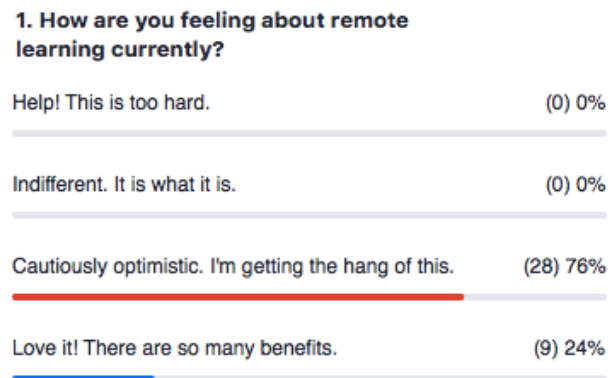 1. How are you feeling about remote
learning currently?
Help! This is too hard. (0) 0%
Indifferent. It is what it is. (0) 0%
Cautiously optimistic. I'm getting the hang of this. (28) 76%
Love it! There are so many benefits. (9) 24%